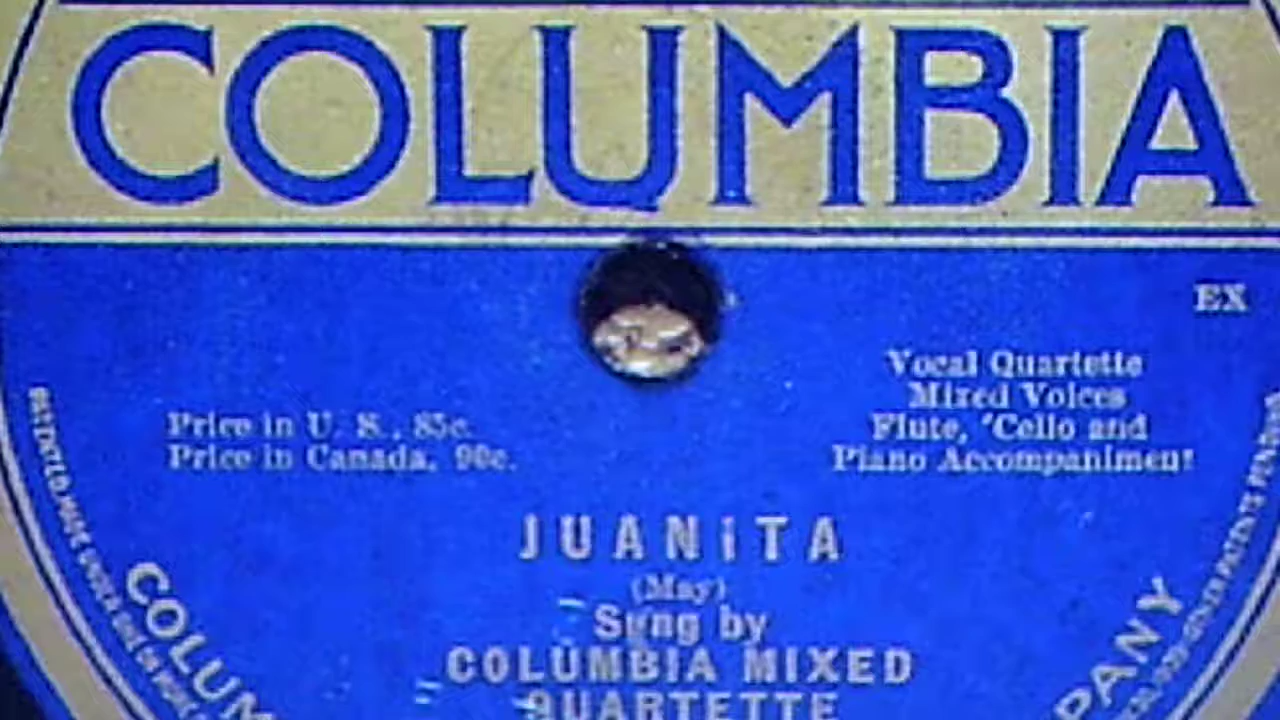 COLUMBIA
EX
Vocal Quartette
Mixed Voices
Flute, 'Cello and
Piano Accompaniment
Price in U. S., 85c.
Price in Canada, 90c.
JUANITA
(May)
Sung by
COLUMBIA MIXED
QUARTETTE
COLUM
PANY